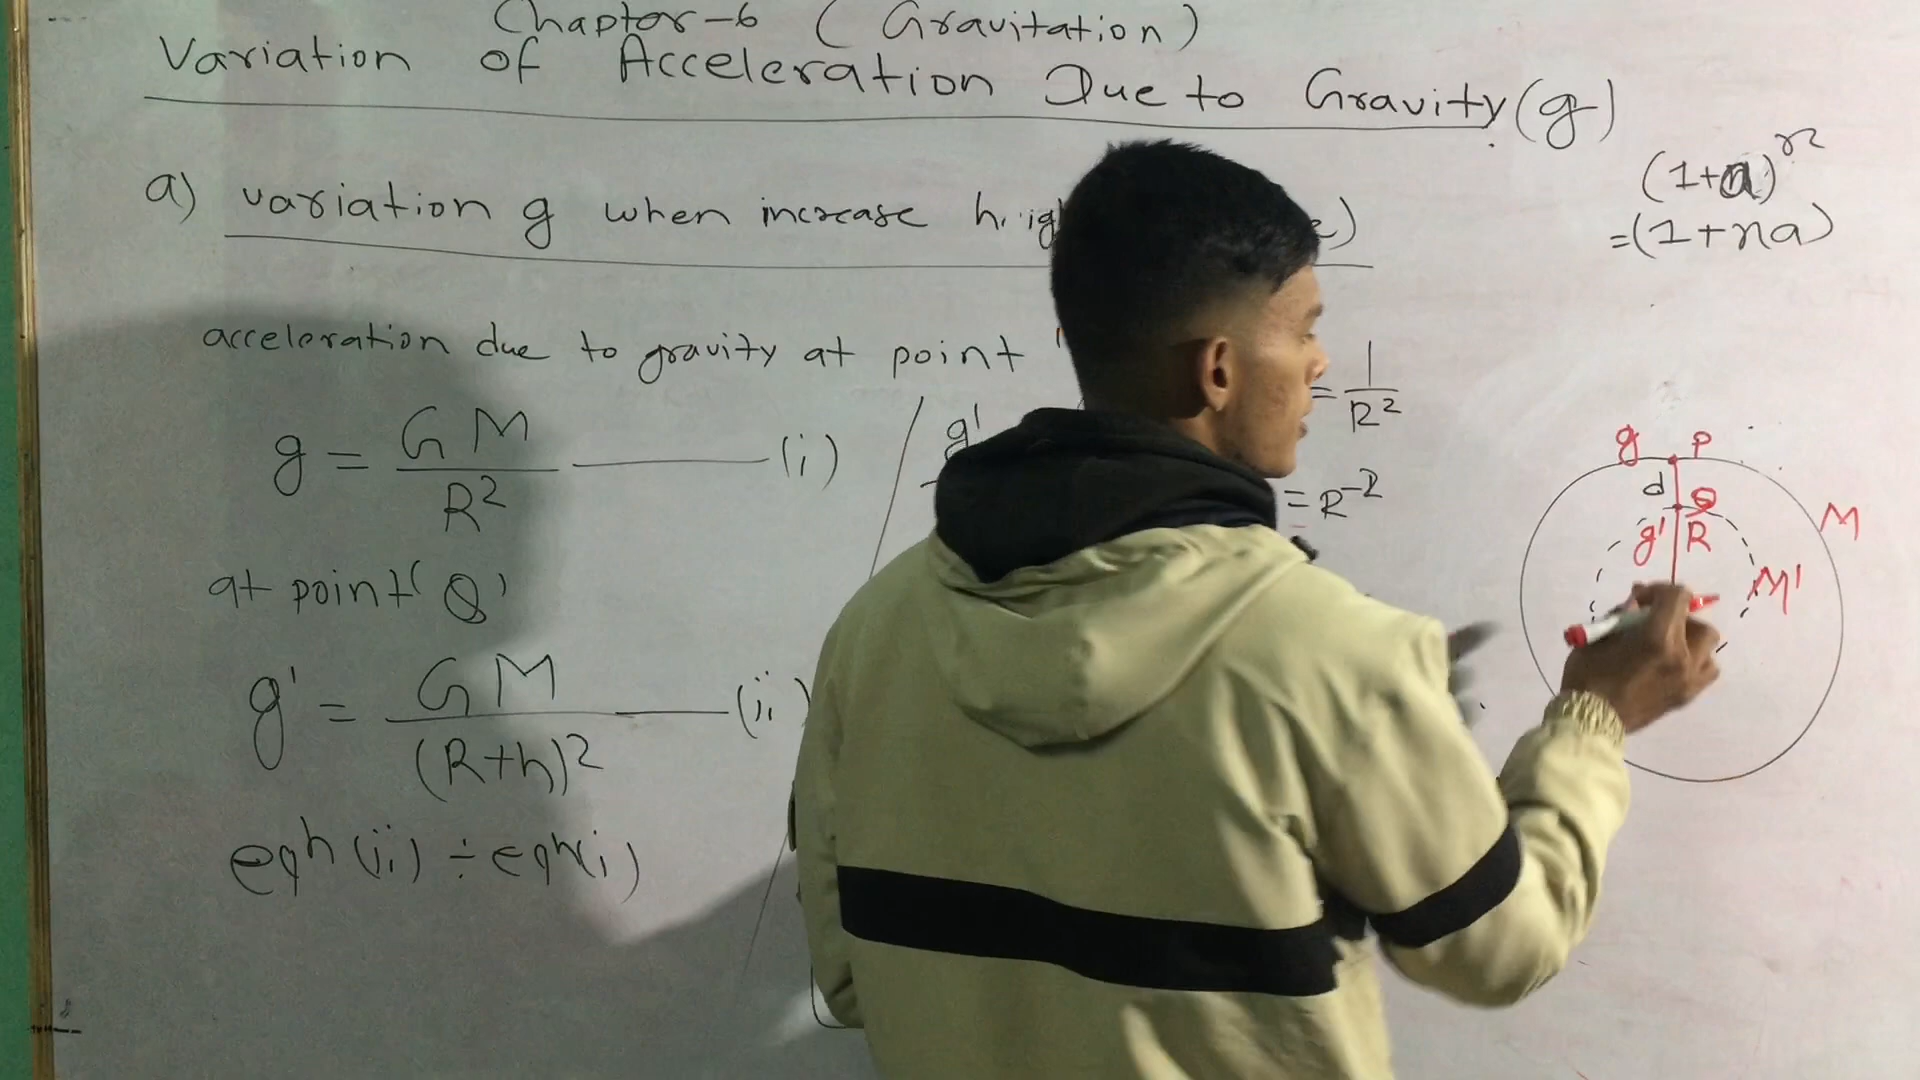 Chapter-6 (Gravitation)
Variation of Acceleration Due to Gravity (g)
a) variation g when increase
acceleration due to gravity at point
g = GM / R² ——— (i)
at point 'Q'
g' = GM / (R+h)² ——— (ii)
eqn (ii) ÷ eqn (i)
g'
= 1 / R²
= R⁻²
(1+a)ⁿ
=(1+na)
g P
d Q
g' R
M
M'